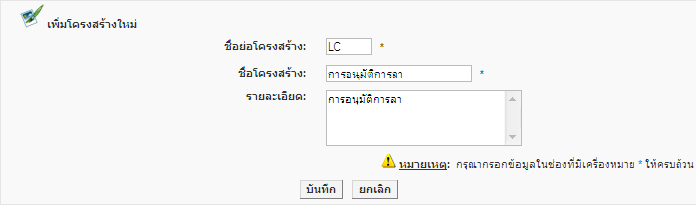 เพิ่มโครงสร้างใหม่
ชื่อย่อโครงสร้าง: LC *
ชื่อโครงสร้าง: การอนุมัติการลา *
รายละเอียด: การอนุมัติการลา
หมายเหตุ: กรุณากรอกข้อมูลในช่องที่มีเครื่องหมาย * ให้ครบถ้วน
บันทึก ยกเลิก